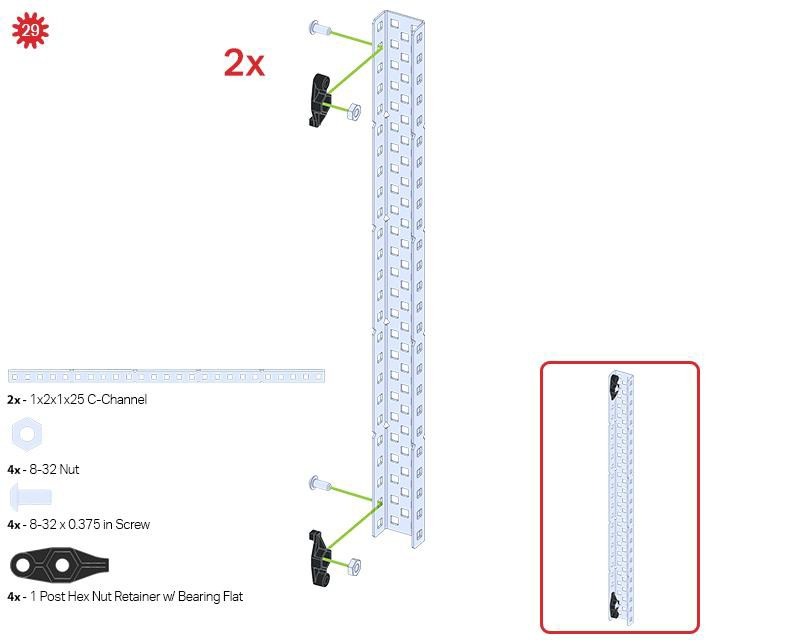 29
2x
2x - 1x2x1x25 C-Channel
4x - 8-32 Nut
4x - 8-32 x 0.375 in Screw
4x - 1 Post Hex Nut Retainer w/ Bearing Flat